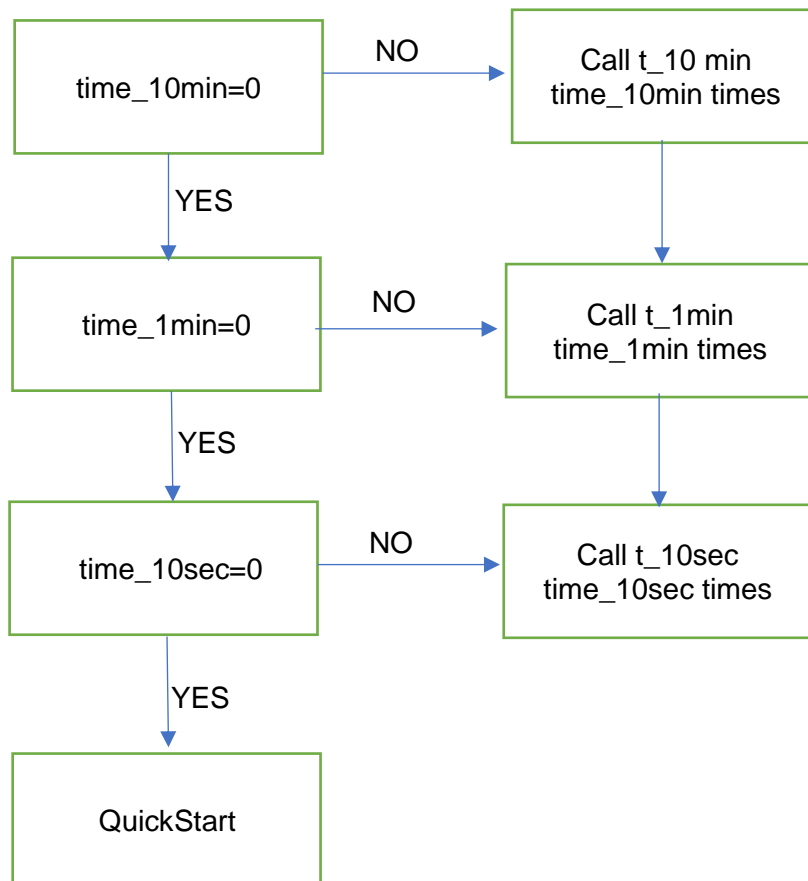 time_10min=0
NO
Call t_10 min
time_10min times
YES
time_1min=0
NO
Call t_1min
time_1min times
YES
time_10sec=0
NO
Call t_10sec
time_10sec times
YES
QuickStart